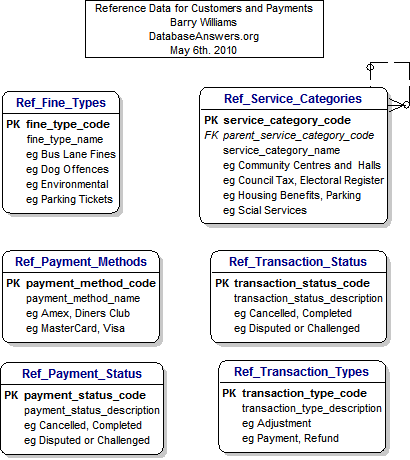 Reference Data for Customers and Payments
Barry Williams
DatabaseAnswers.org
May 6th. 2010
Ref_Fine_Types
PK fine_type_code
fine_type_name
eg Bus Lane Fines
eg Dog Offences
eg Environmental
eg Parking Tickets
Ref_Service_Categories
PK service_category_code
FK parent_service_category_code
service_category_name
eg Community Centres and Halls
eg Council Tax, Electoral Register
eg Housing Benefits, Parking
eg Scial Services
Ref_Payment_Methods
PK payment_method_code
payment_method_name
eg Amex, Diners Club
eg MasterCard, Visa
Ref_Transaction_Status
PK transaction_status_code
transaction_status_description
eg Cancelled, Completed
eg Disputed or Challenged
Ref_Payment_Status
PK payment_status_code
payment_status_description
eg Cancelled, Completed
eg Disputed or Challenged
Ref_Transaction_Types
PK transaction_type_code
transaction_type_description
eg Adjustment
eg Payment, Refund